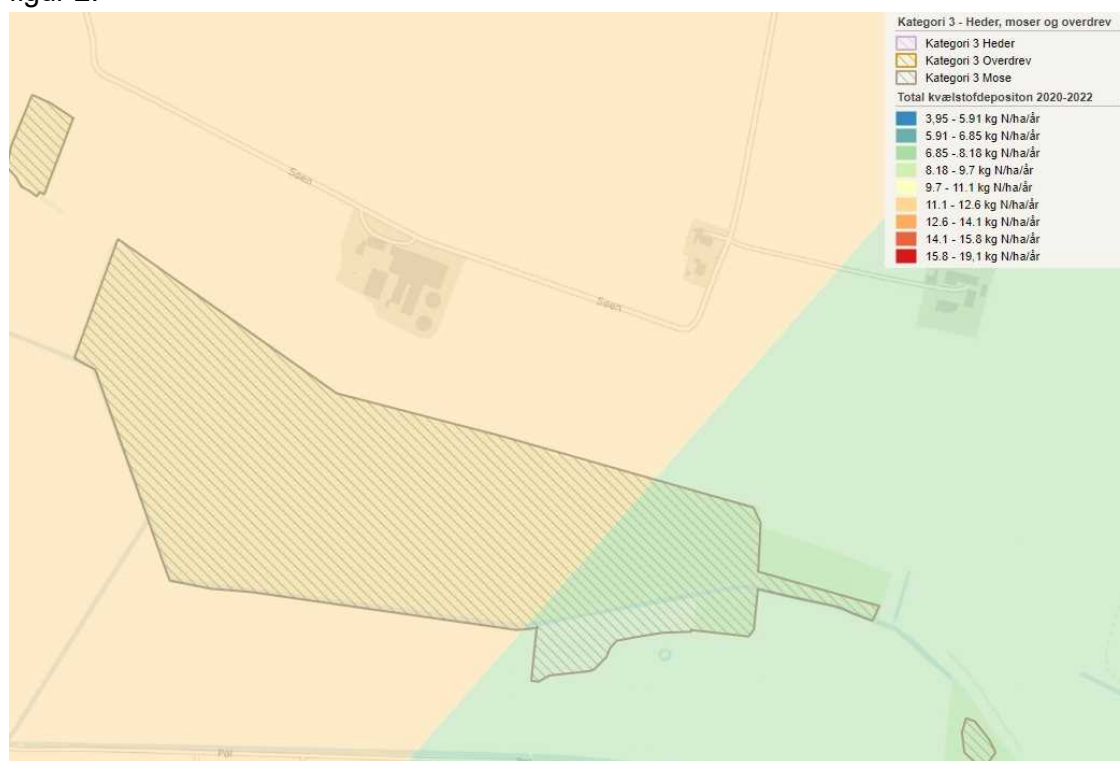 figur 2.
Kategori 3 - Heder, moser og overdrev
Kategori 3 Heder
Kategori 3 Overdrev
Kategori 3 Mose
Total kvælstofdepositon 2020-2022
3,95 - 5.91 kg N/ha/år
5.91 - 6.85 kg N/ha/år
6.85 -.8.18 kg N/ha/år
8.18 - 9.7 kg N/ha/år
9.7 - 11.1 kg N/ha/år
11.1 - 12.6 kg N/ha/år
12.6 - 14.1 kg N/ha/år
14.1 - 15.8 kg N/ha/år
15.8 - 19,1 kg N/ha/år
Søen
Søen
Pøl